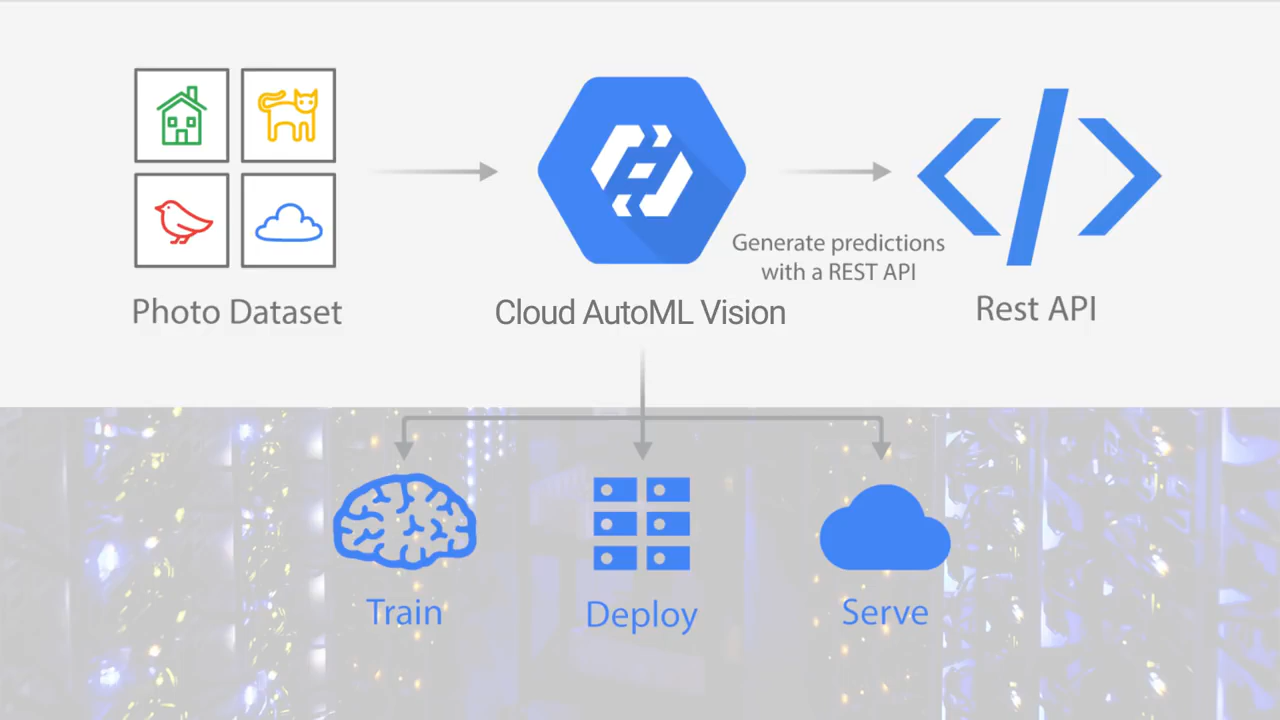 Generate predictions
with a REST API
Photo Dataset
Cloud AutoML Vision
Rest API
Train
Deploy
Serve